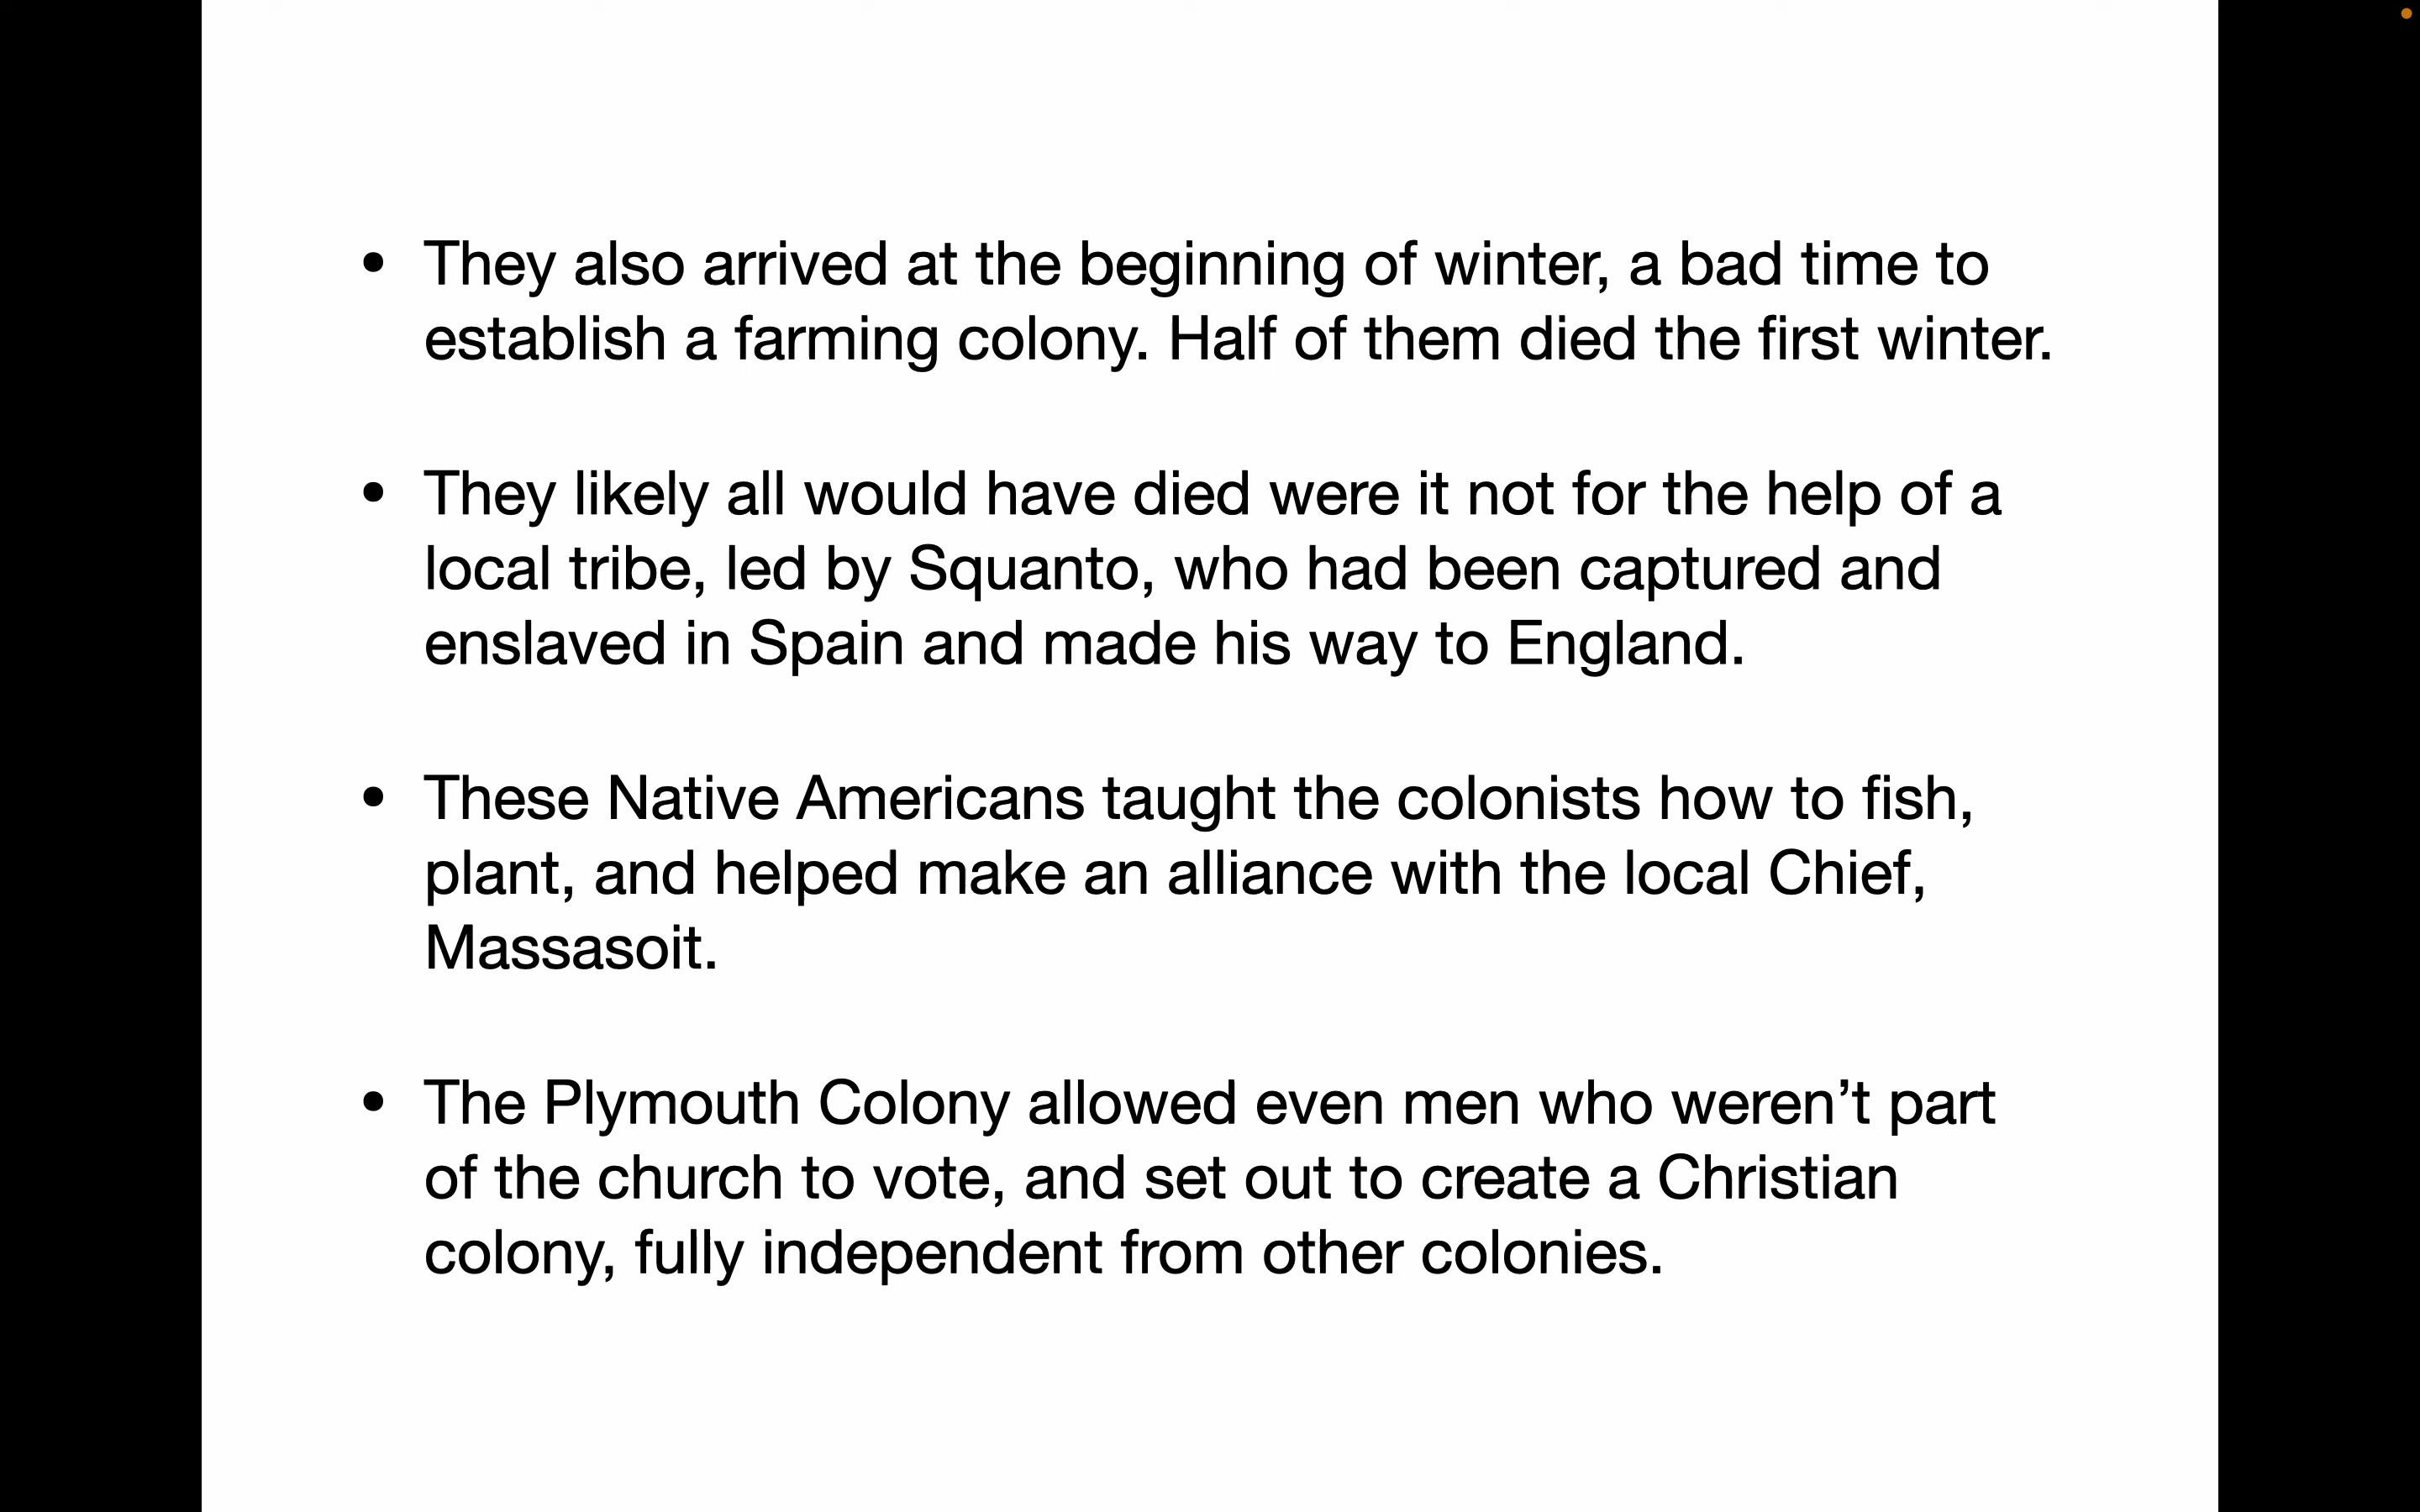 • They also arrived at the beginning of winter, a bad time to
establish a farming colony. Half of them died the first winter.
• They likely all would have died were it not for the help of a
local tribe, led by Squanto, who had been captured and
enslaved in Spain and made his way to England.
• These Native Americans taught the colonists how to fish,
plant, and helped make an alliance with the local Chief,
Massasoit.
• The Plymouth Colony allowed even men who weren’t part
of the church to vote, and set out to create a Christian
colony, fully independent from other colonies.